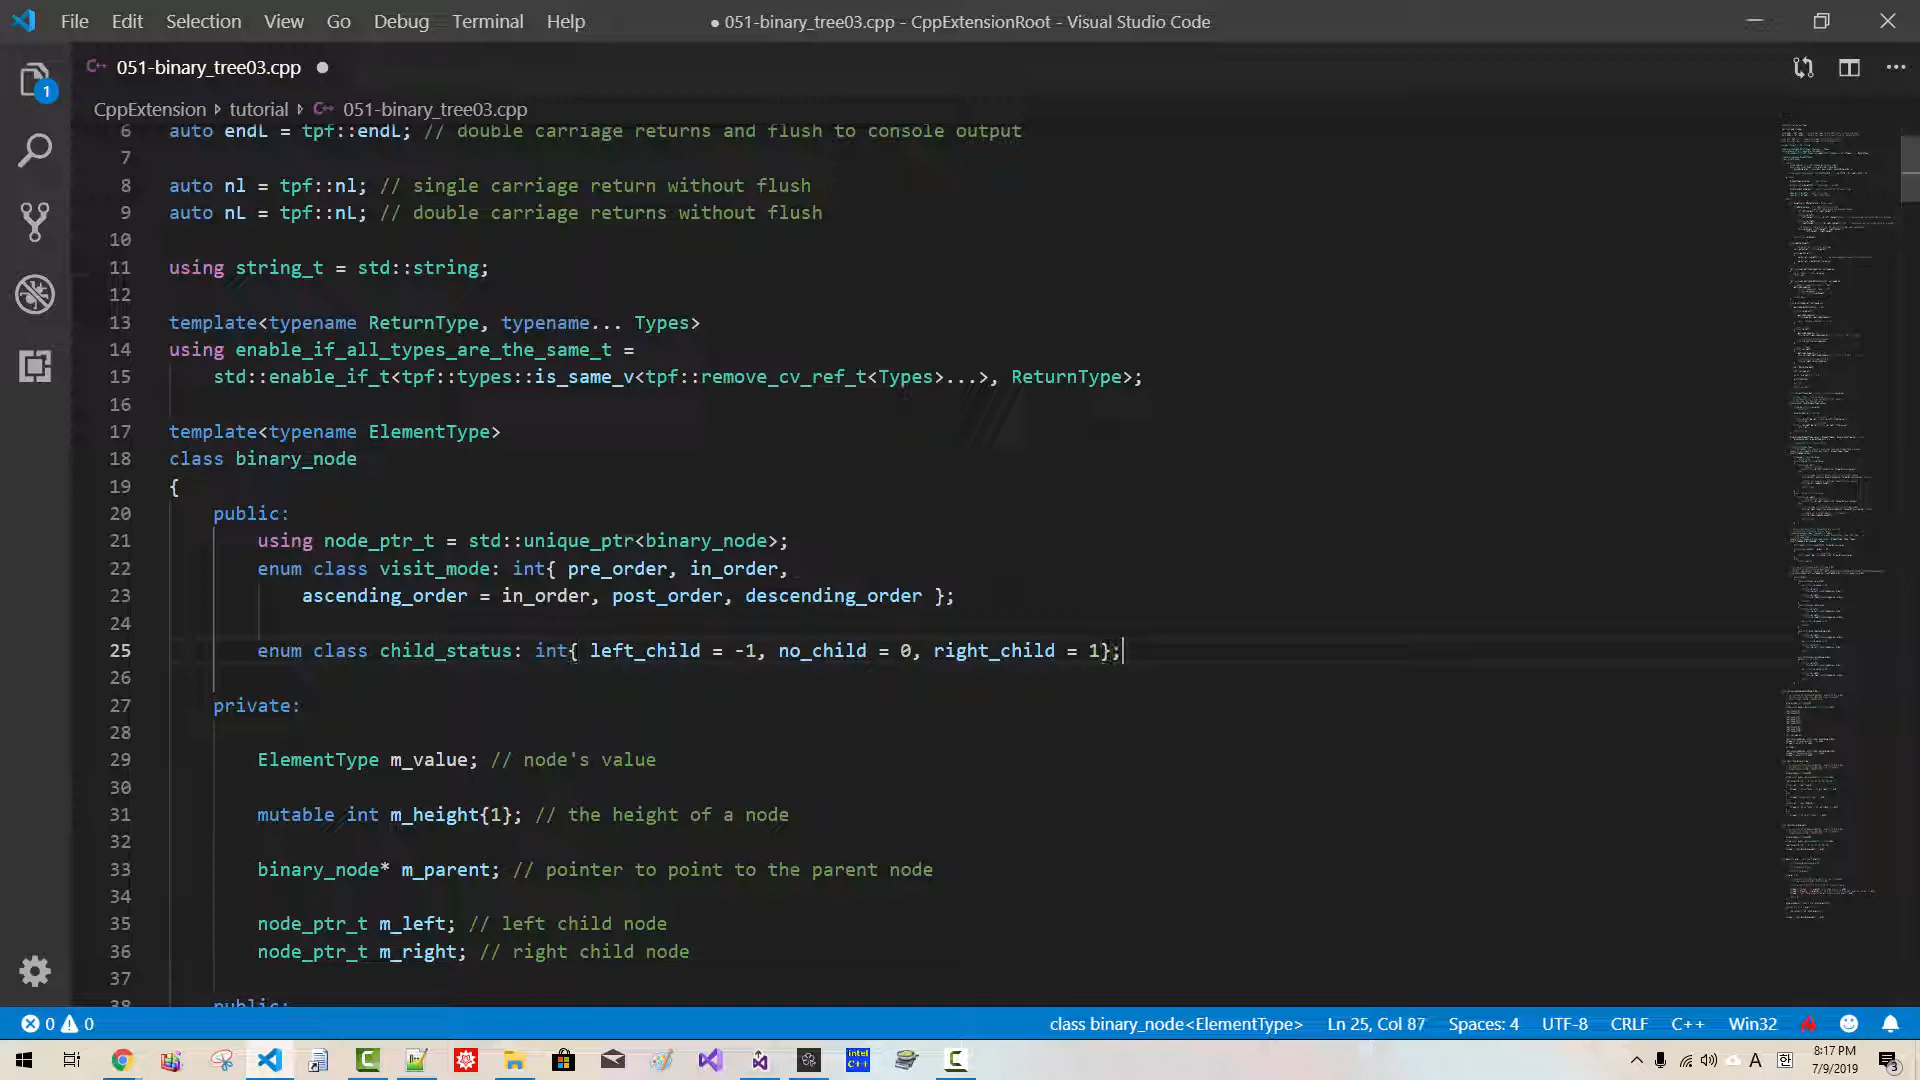 File Edit Selection View Go Debug Terminal Help
● 051-binary_tree03.cpp - CppExtensionRoot - Visual Studio Code
051-binary_tree03.cpp ●
CppExtension › tutorial › 051-binary_tree03.cpp
6 auto endL = tpf::endL; // double carriage returns and flush to console output
7
8 auto nl = tpf::nl; // single carriage return without flush
9 auto nL = tpf::nL; // double carriage returns without flush
10
11 using string_t = std::string;
12
13 template<typename ReturnType, typename... Types>
14 using enable_if_all_types_are_the_same_t =
15 std::enable_if_t<tpf::types::is_same_v<tpf::remove_cv_ref_t<Types>...>, ReturnType>;
16
17 template<typename ElementType>
18 class binary_node
19 {
20 public:
21 using node_ptr_t = std::unique_ptr<binary_node>;
22 enum class visit_mode: int{ pre_order, in_order,
23 ascending_order = in_order, post_order, descending_order };
24
25 enum class child_status: int{ left_child = -1, no_child = 0, right_child = 1};
26
27 private:
28
29 ElementType m_value; // node's value
30
31 mutable int m_height{1}; // the height of a node
32
33 binary_node* m_parent; // pointer to point to the parent node
34
35 node_ptr_t m_left; // left child node
36 node_ptr_t m_right; // right child node
37
38 public:
1
0 0 class binary_node<ElementType> Ln 25, Col 87 Spaces: 4 UTF-8 CRLF C++ Win32
intel C++
A 한 8:17 PM
7/9/2019 3